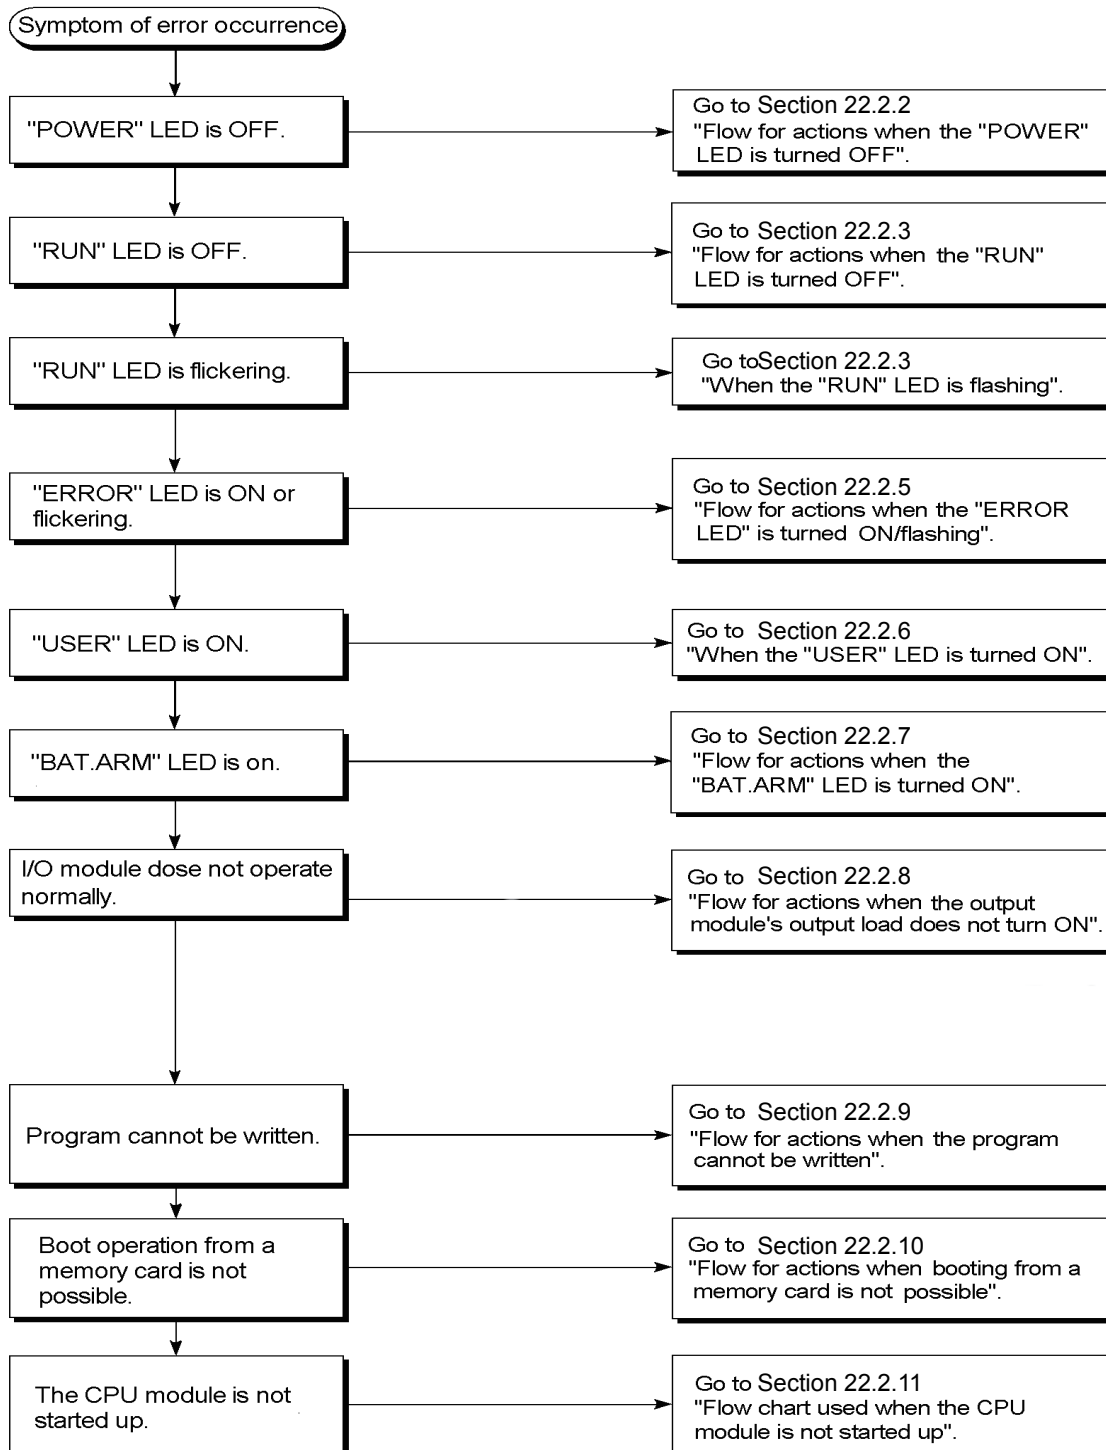 Symptom of error occurrence
"POWER" LED is OFF.
Go to Section 22.2.2
"Flow for actions when the "POWER"
LED is turned OFF".
"RUN" LED is OFF.
Go to Section 22.2.3
"Flow for actions when the "RUN"
LED is turned OFF".
"RUN" LED is flickering.
Go toSection 22.2.3
"When the "RUN" LED is flashing".
"ERROR" LED is ON or
flickering.
Go to Section 22.2.5
"Flow for actions when the "ERROR
LED" is turned ON/flashing".
"USER" LED is ON.
Go to Section 22.2.6
"When the "USER" LED is turned ON".
"BAT.ARM" LED is on.
Go to Section 22.2.7
"Flow for actions when the
"BAT.ARM" LED is turned ON".
I/O module dose not operate
normally.
Go to Section 22.2.8
"Flow for actions when the output
module's output load does not turn ON".
Program cannot be written.
Go to Section 22.2.9
"Flow for actions when the program
cannot be written".
Boot operation from a
memory card is not
possible.
Go to Section 22.2.10
"Flow for actions when booting from a
memory card is not possible".
The CPU module is not
started up.
Go to Section 22.2.11
"Flow chart used when the CPU
module is not started up".